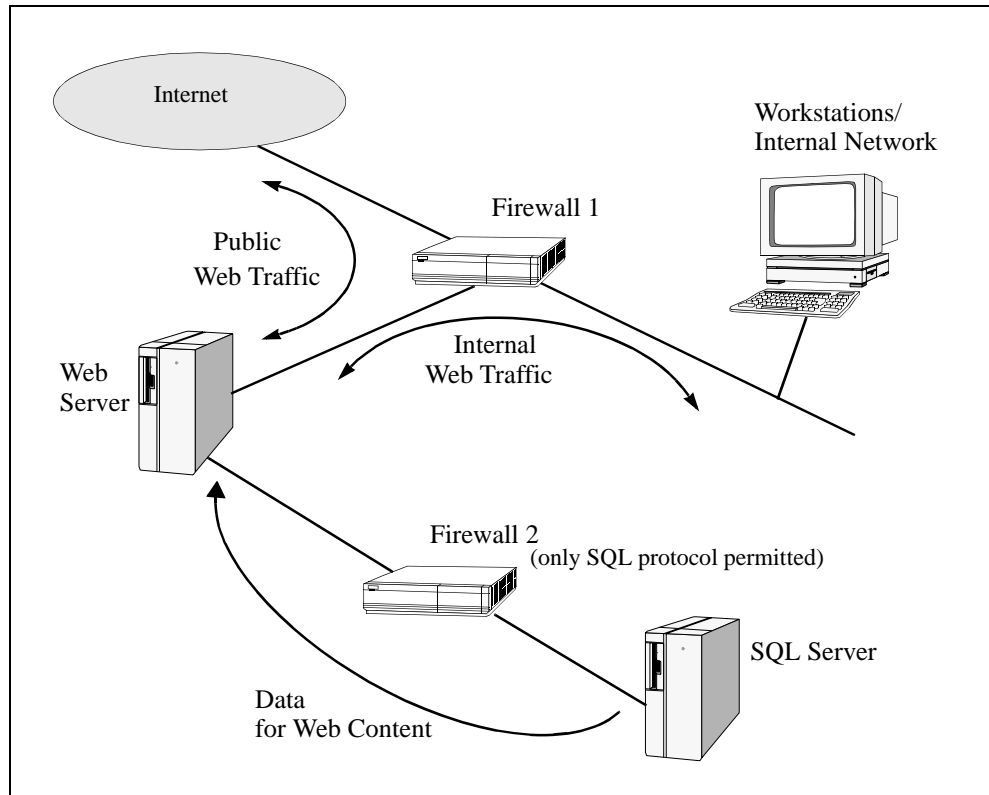 Internet
Workstations/
Internal Network
Firewall 1
Public
Web Traffic
Internal
Web Traffic
Web
Server
Firewall 2
(only SQL protocol permitted)
SQL Server
Data
for Web Content